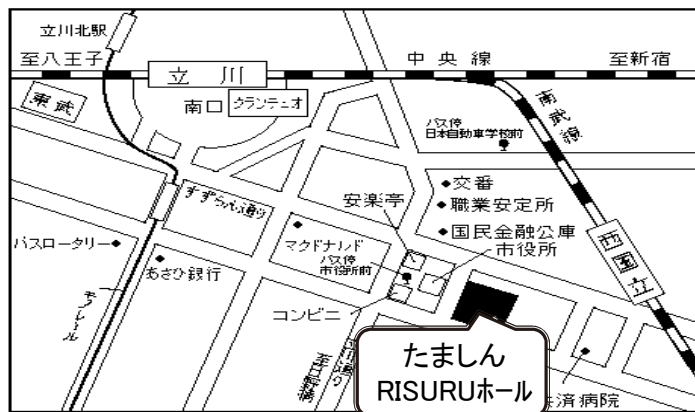 立川北駅
至八王子
立川
中央線
至新宿
東武
南口
グランデュオ
南武線
バス停
日本自動車学校前
すずらん通り
安楽亭
交番
職業安定所
国民金融公庫
市役所
マクドナルド
バス停
市役所前
バスロータリー
あさひ銀行
モノレール
コンビニ
西国立
たましん
RISURUホール
済病院